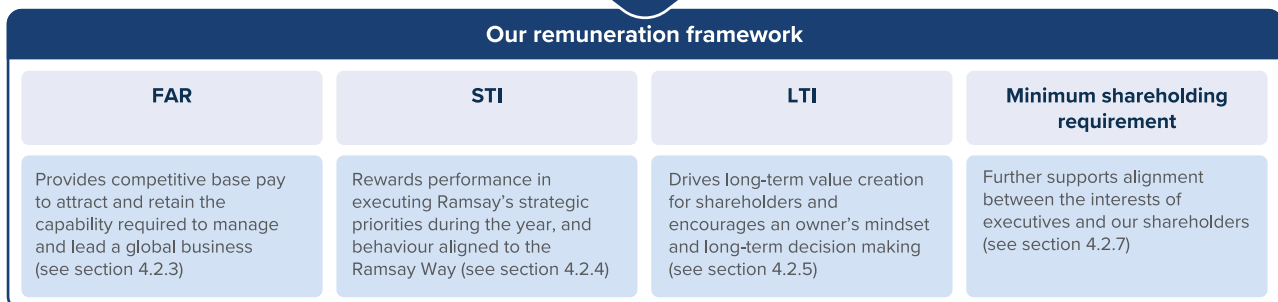 Our remuneration framework
FAR
Provides competitive base pay
to attract and retain the
capability required to manage
and lead a global business
(see section 4.2.3)
STI
Rewards performance in
executing Ramsay's strategic
priorities during the year, and
behaviour aligned to the
Ramsay Way (see section 4.2.4)
LTI
Drives long-term value creation
for shareholders and
encourages an owner's mindset
and long-term decision making
(see section 4.2.5)
Minimum shareholding
requirement
Further supports alignment
between the interests of
executives and our shareholders
(see section 4.2.7)